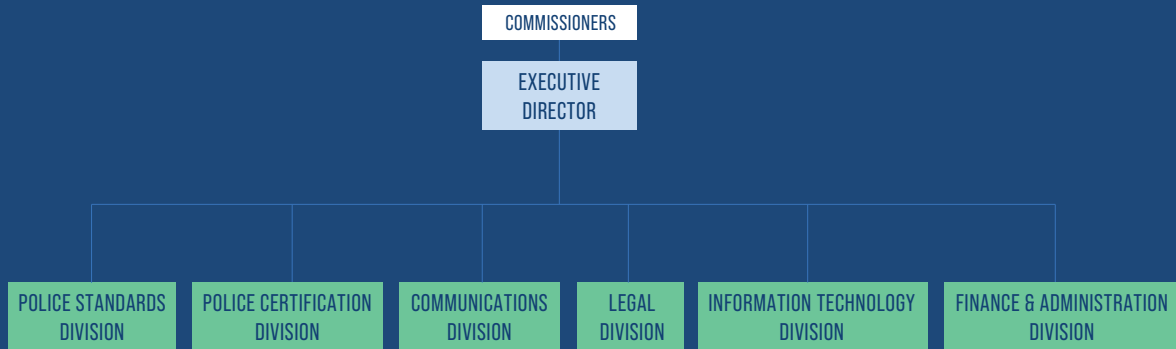 COMMISSIONERS
EXECUTIVE
DIRECTOR
POLICE STANDARDS
DIVISION
POLICE CERTIFICATION
DIVISION
COMMUNICATIONS
DIVISION
LEGAL
DIVISION
INFORMATION TECHNOLOGY
DIVISION
FINANCE & ADMINISTRATION
DIVISION